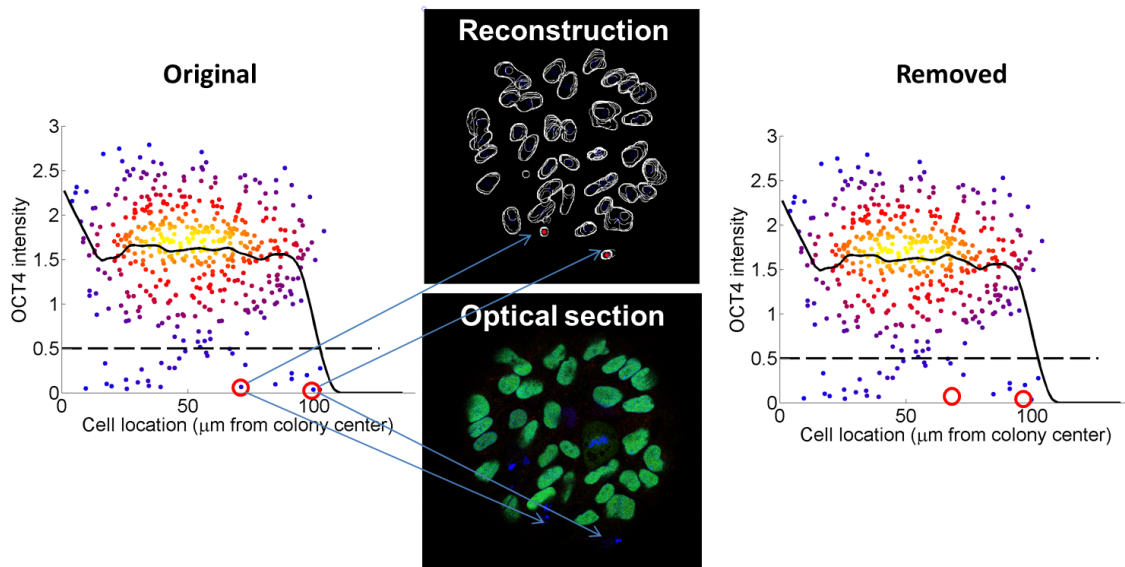 Original
Reconstruction
Removed
3
2.5
2
1.5
1
0.5
0
OCT4 intensity
0
50
100
Cell location (μm from colony center)
Optical section
3
2.5
2
1.5
1
0.5
0
OCT4 intensity
0
50
100
Cell location (μm from colony center)